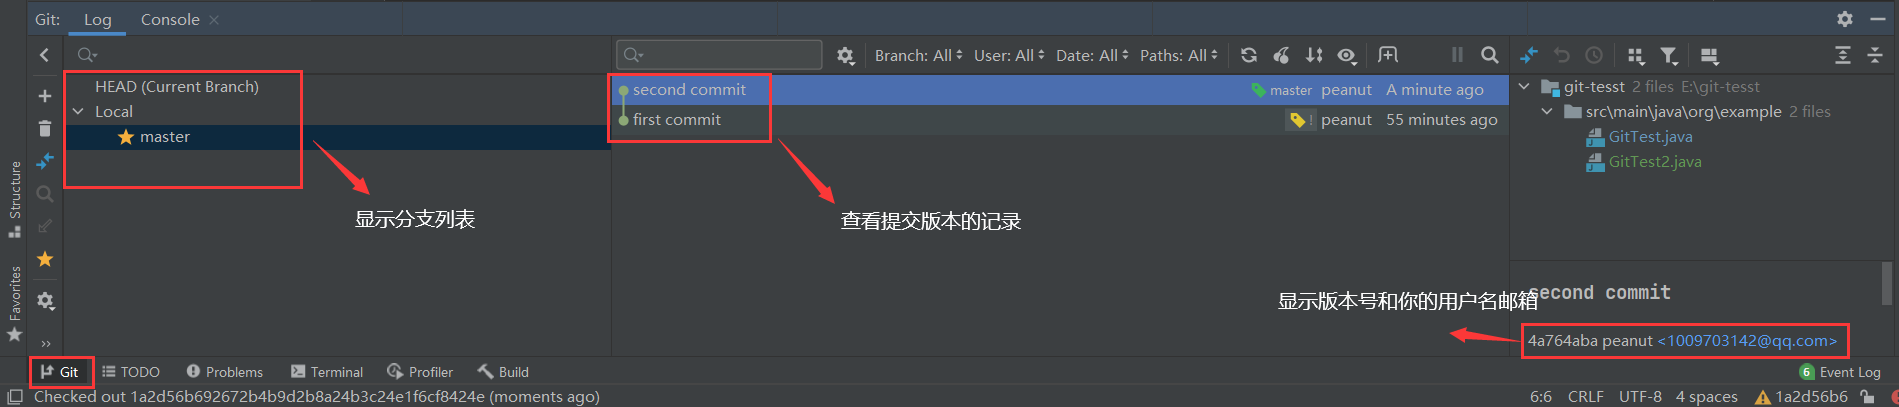 Git: Log Console
Branch: All User: All Date: All Paths: All
HEAD (Current Branch)
Local
master
second commit master peanut A minute ago
first commit ! peanut 55 minutes ago
git-tesst 2 files E:\git-tesst
src\main\java\org\example 2 files
GitTest.java
GitTest2.java
Structure
Favorites
显示分支列表
查看提交版本的记录
显示版本号和你的用户名邮箱
second commit
4a764aba peanut <1009703142@qq.com>
Git TODO Problems Terminal Profiler Build 6 Event Log
Checked out 1a2d56b692672b4b9d2b8a24b3c24e1f6cf8424e (moments ago) 6:6 CRLF UTF-8 4 spaces 1a2d56b6